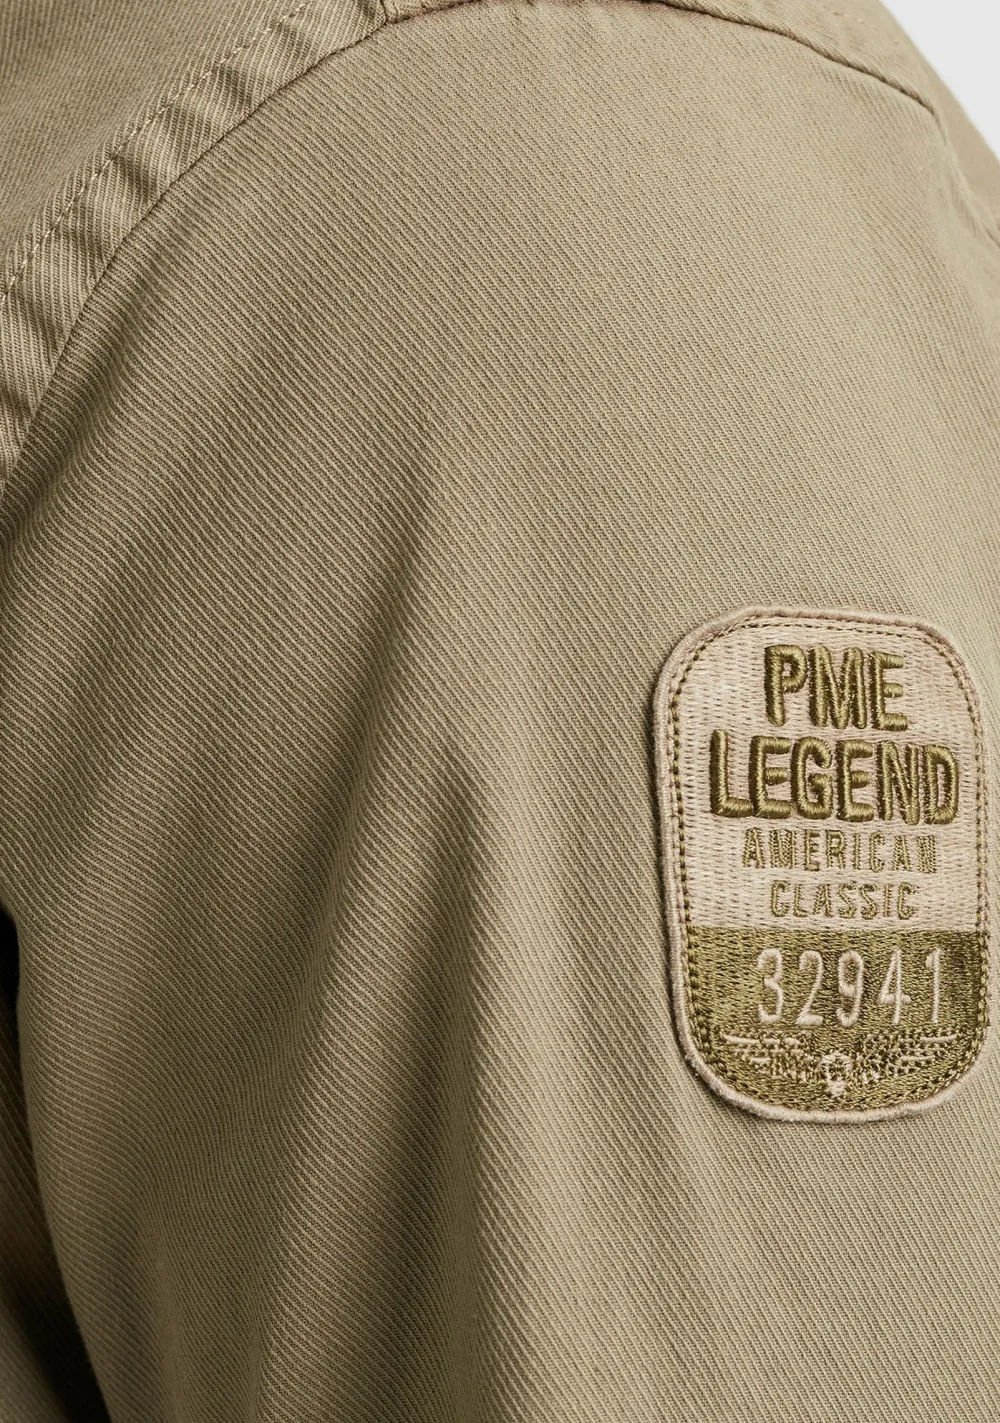 PME
LEGEND
AMERICAN
CLASSIC
32941